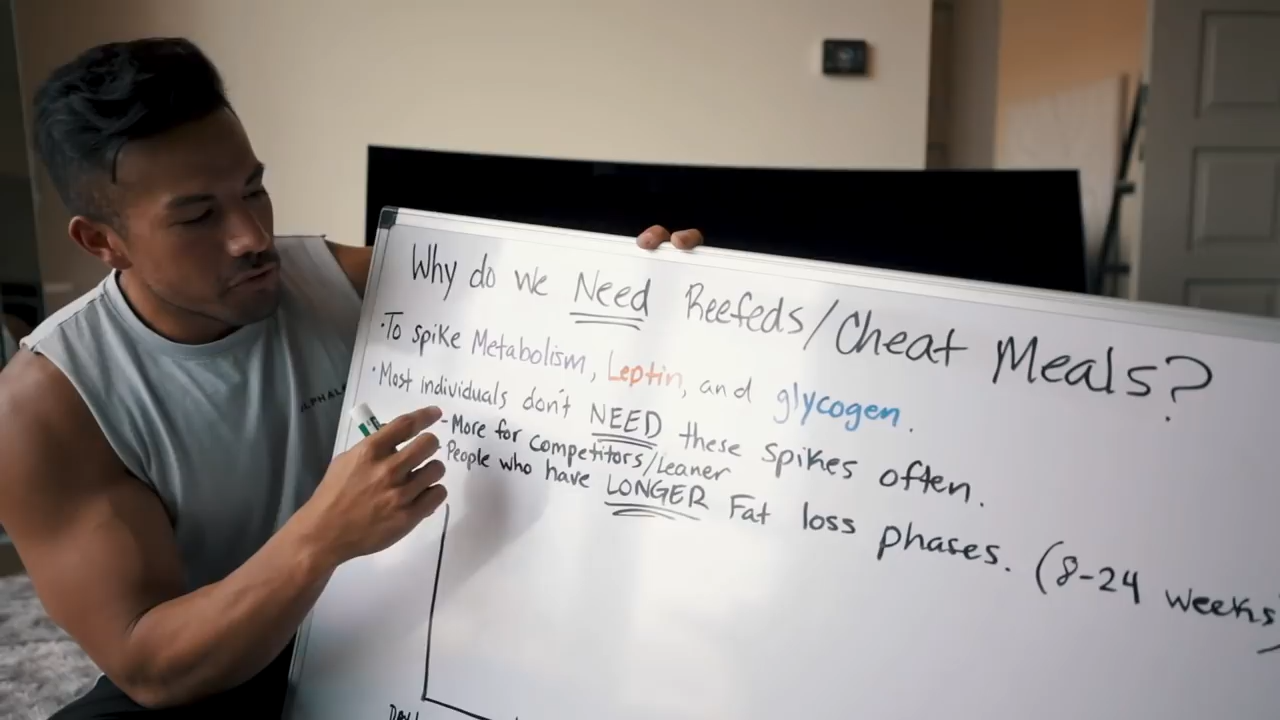 Why do we Need Reefeds/Cheat Meals?
·To spike Metabolism, Leptin, and glycogen.
·Most individuals don't NEED these spikes often.
-More for competitors/Leaner
-People who have LONGER Fat loss phases. (8-24 weeks)